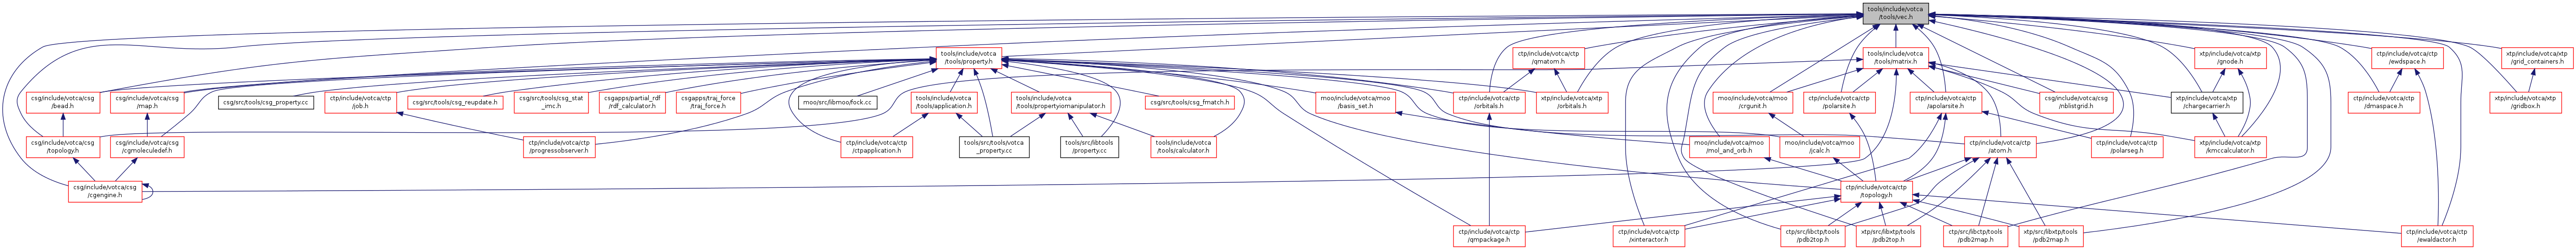 tools/include/votca
/tools/vec.h
tools/include/votca
/tools/property.h
ctp/include/votca/ctp
/qmatom.h
tools/include/votca
/tools/matrix.h
xtp/include/votca/xtp
/gnode.h
ctp/include/votca/ctp
/ewdspace.h
xtp/include/votca/xtp
/grid_containers.h
csg/include/votca/csg
/bead.h
csg/include/votca/csg
/map.h
csg/src/tools/csg_property.cc
ctp/include/votca/ctp
/job.h
csg/src/tools/csg_reupdate.h
csg/src/tools/csg_stat
_imc.h
csgapps/partial_rdf
/rdf_calculator.h
csgapps/traj_force
/traj_force.h
moo/src/libmoo/fock.cc
tools/include/votca
/tools/application.h
tools/include/votca
/tools/propertyiomanipulator.h
csg/src/tools/csg_fmatch.h
moo/include/votca/moo
/basis_set.h
ctp/include/votca/ctp
/orbitals.h
xtp/include/votca/xtp
/orbitals.h
moo/include/votca/moo
/crgunit.h
ctp/include/votca/ctp
/polarsite.h
ctp/include/votca/ctp
/apolarsite.h
csg/include/votca/csg
/nblistgrid.h
xtp/include/votca/xtp
/chargecarrier.h
ctp/include/votca/ctp
/dmaspace.h
xtp/include/votca/xtp
/gridbox.h
csg/include/votca/csg
/topology.h
csg/include/votca/csg
/cgmoleculedef.h
ctp/include/votca/ctp
/progressobserver.h
ctp/include/votca/ctp
/ctpapplication.h
tools/src/tools/votca
_property.cc
tools/src/libtools
/property.cc
tools/include/votca
/tools/calculator.h
moo/include/votca/moo
/mol_and_orb.h
moo/include/votca/moo
/jcalc.h
ctp/include/votca/ctp
/atom.h
ctp/include/votca/ctp
/polarseg.h
xtp/include/votca/xtp
/kmccalculator.h
csg/include/votca/csg
/cgengine.h
ctp/include/votca/ctp
/topology.h
ctp/include/votca/ctp
/qmpackage.h
ctp/include/votca/ctp
/xinteractor.h
ctp/src/libctp/tools
/pdb2top.h
xtp/src/libxtp/tools
/pdb2top.h
ctp/src/libctp/tools
/pdb2map.h
xtp/src/libxtp/tools
/pdb2map.h
ctp/include/votca/ctp
/ewaldactor.h